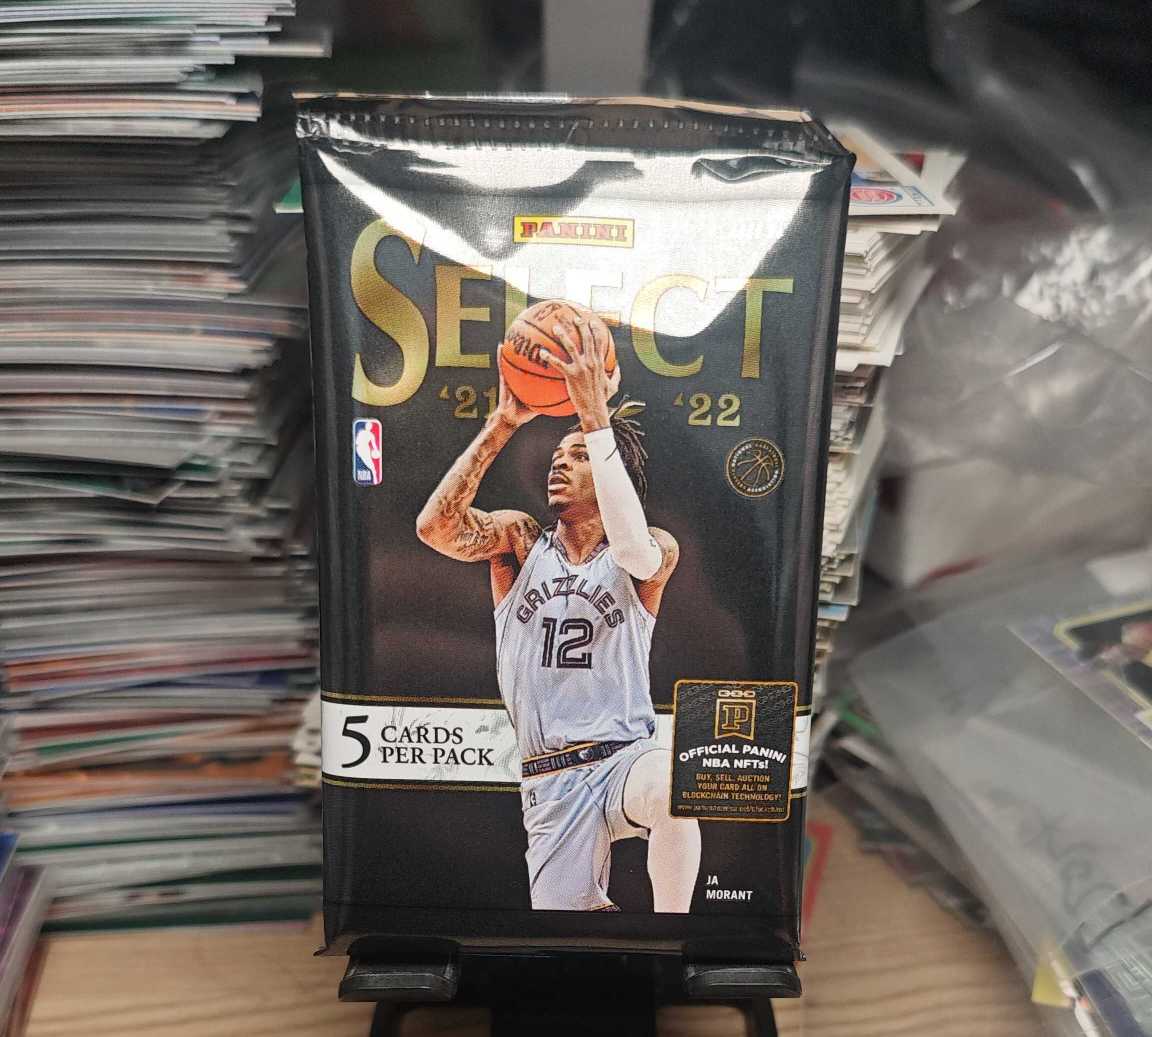 PANINI
SELECT
'21 '22
NBA
GRIZZLIES
12
5 CARDS
PER PACK
P
OFFICIAL PANINI
NBA NFTs!
BUY, SELL, AUCTION
YOUR CARD ALL ON
BLOCKCHAIN TECHNOLOGY!
JA
MORANT